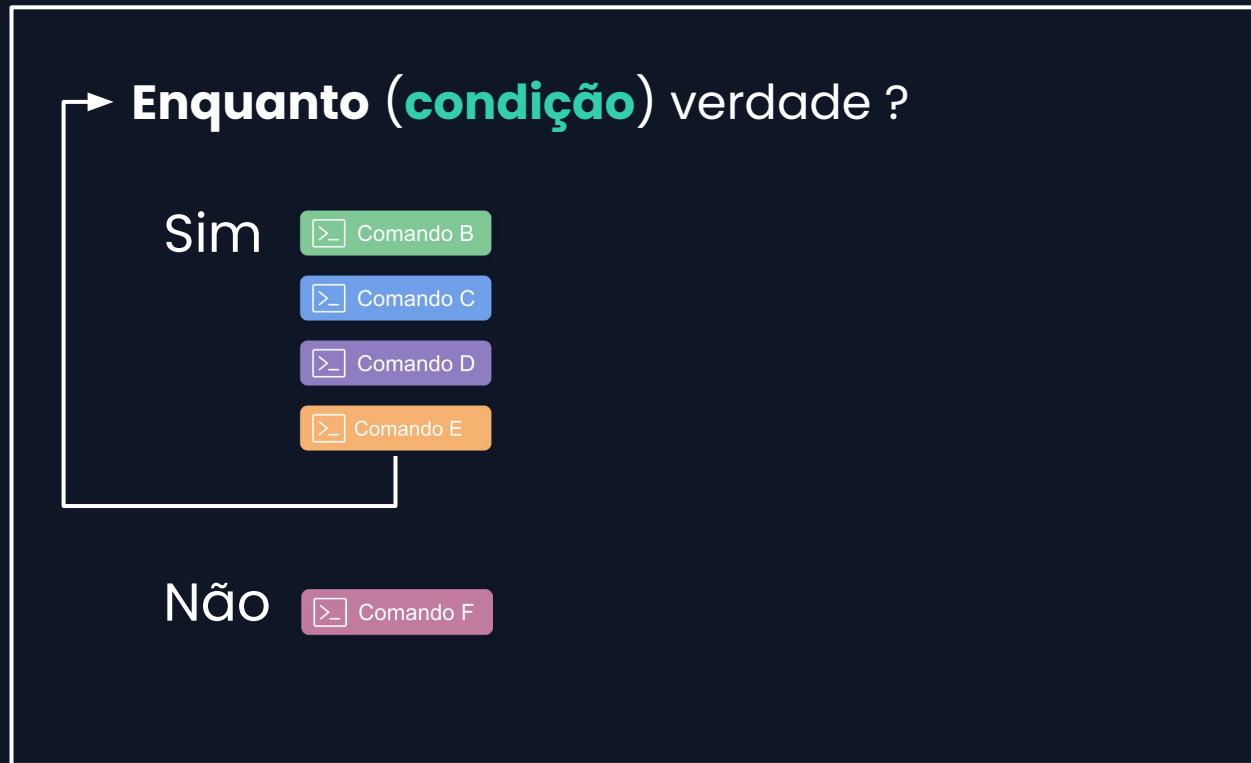 Enquanto (condição) verdade ?
Sim
>_ Comando B
>_ Comando C
>_ Comando D
>_ Comando E
Não
>_ Comando F